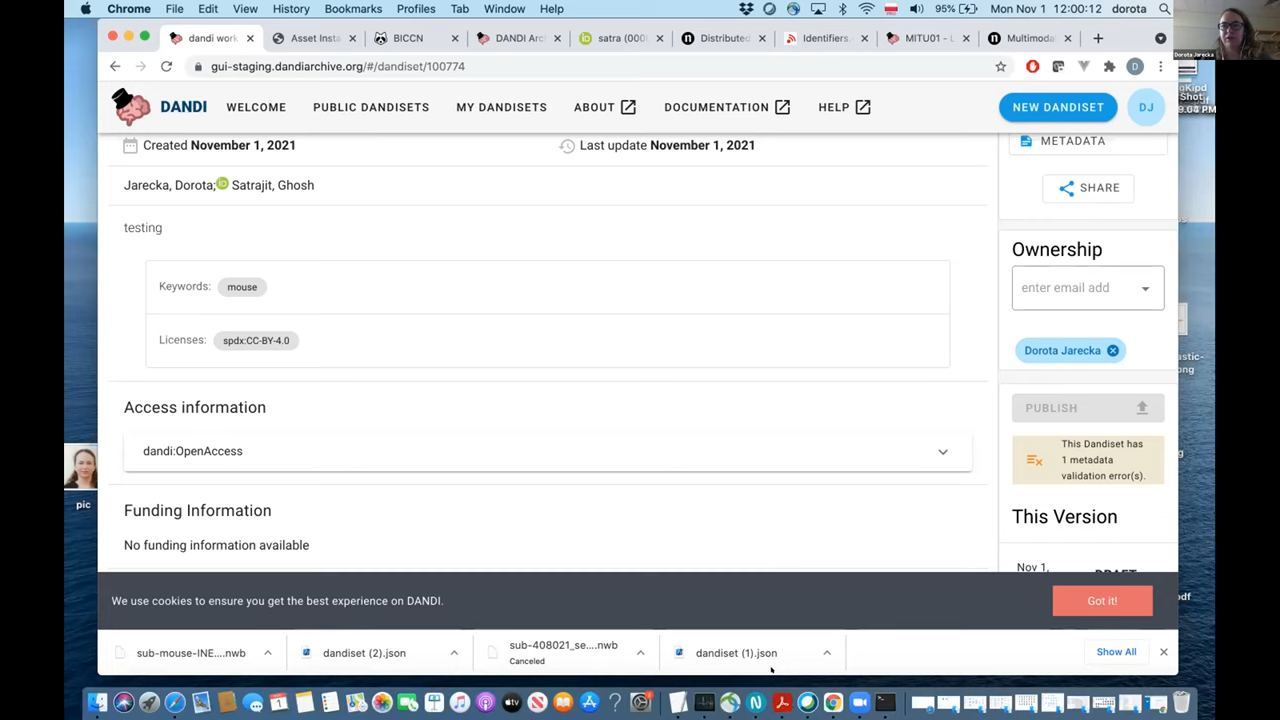 Chrome File Edit View History Bookmarks Profiles Tab Window Help 95% Mon Nov 1 12:00:12 dorota
dandi work Asset Insta BICCN DANDI Arc satra (000 Distributed Identifiers. MITU01 - L Multimoda
gui-staging.dandiarchive.org/#/dandiset/100774 D
Dorota Jarecka
DANDI WELCOME PUBLIC DANDISETS MY DANDISETS ABOUT DOCUMENTATION HELP NEW DANDISET DJ
Created November 1, 2021 Last update November 1, 2021
METADATA
Jarecka, Dorota; Satrajit, Ghosh
SHARE
testing
Ownership
Keywords: mouse
enter email add
Licenses: spdx:CC-BY-4.0
Dorota Jarecka
Access information
PUBLISH
dandi:OpenAccess
This Dandiset has
1 metadata
validation error(s).
pic
Funding Information
This Version
No funding information available
Nov 1,
DRAFT
We use cookies to ensure you get the best experience on DANDI. Got it!
sub-mouse-INE....nwb dandiset (2).json sub-408021_se....nwb dandiset (1).json Show All
Canceled